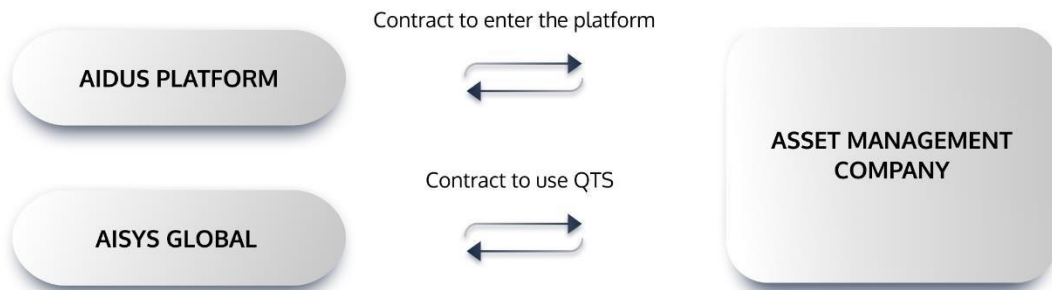 Contract to enter the platform
AIDUS PLATFORM
ASSET MANAGEMENT
COMPANY
Contract to use QTS
AISYS GLOBAL